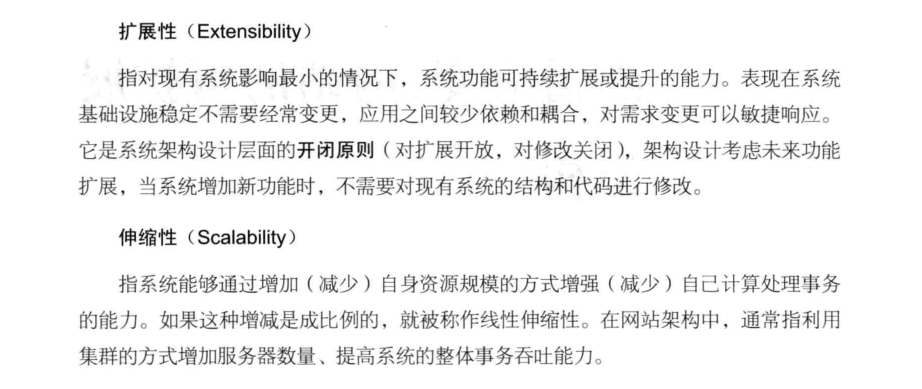 扩展性（Extensibility）
指对现有系统影响最小的情况下，系统功能可持续扩展或提升的能力。表现在系统
基础设施稳定不需要经常变更，应用之间较少依赖和耦合，对需求变更可以敏捷响应。
它是系统架构设计层面的开闭原则（对扩展开放，对修改关闭），架构设计考虑未来功能
扩展，当系统增加新功能时，不需要对现有系统的结构和代码进行修改。
伸缩性（Scalability）
指系统能够通过增加（减少）自身资源规模的方式增强（减少）自己计算处理事务
的能力。如果这种增减是成比例的，就被称作线性伸缩性。在网站架构中，通常指利用
集群的方式增加服务器数量、提高系统的整体事务吞吐能力。